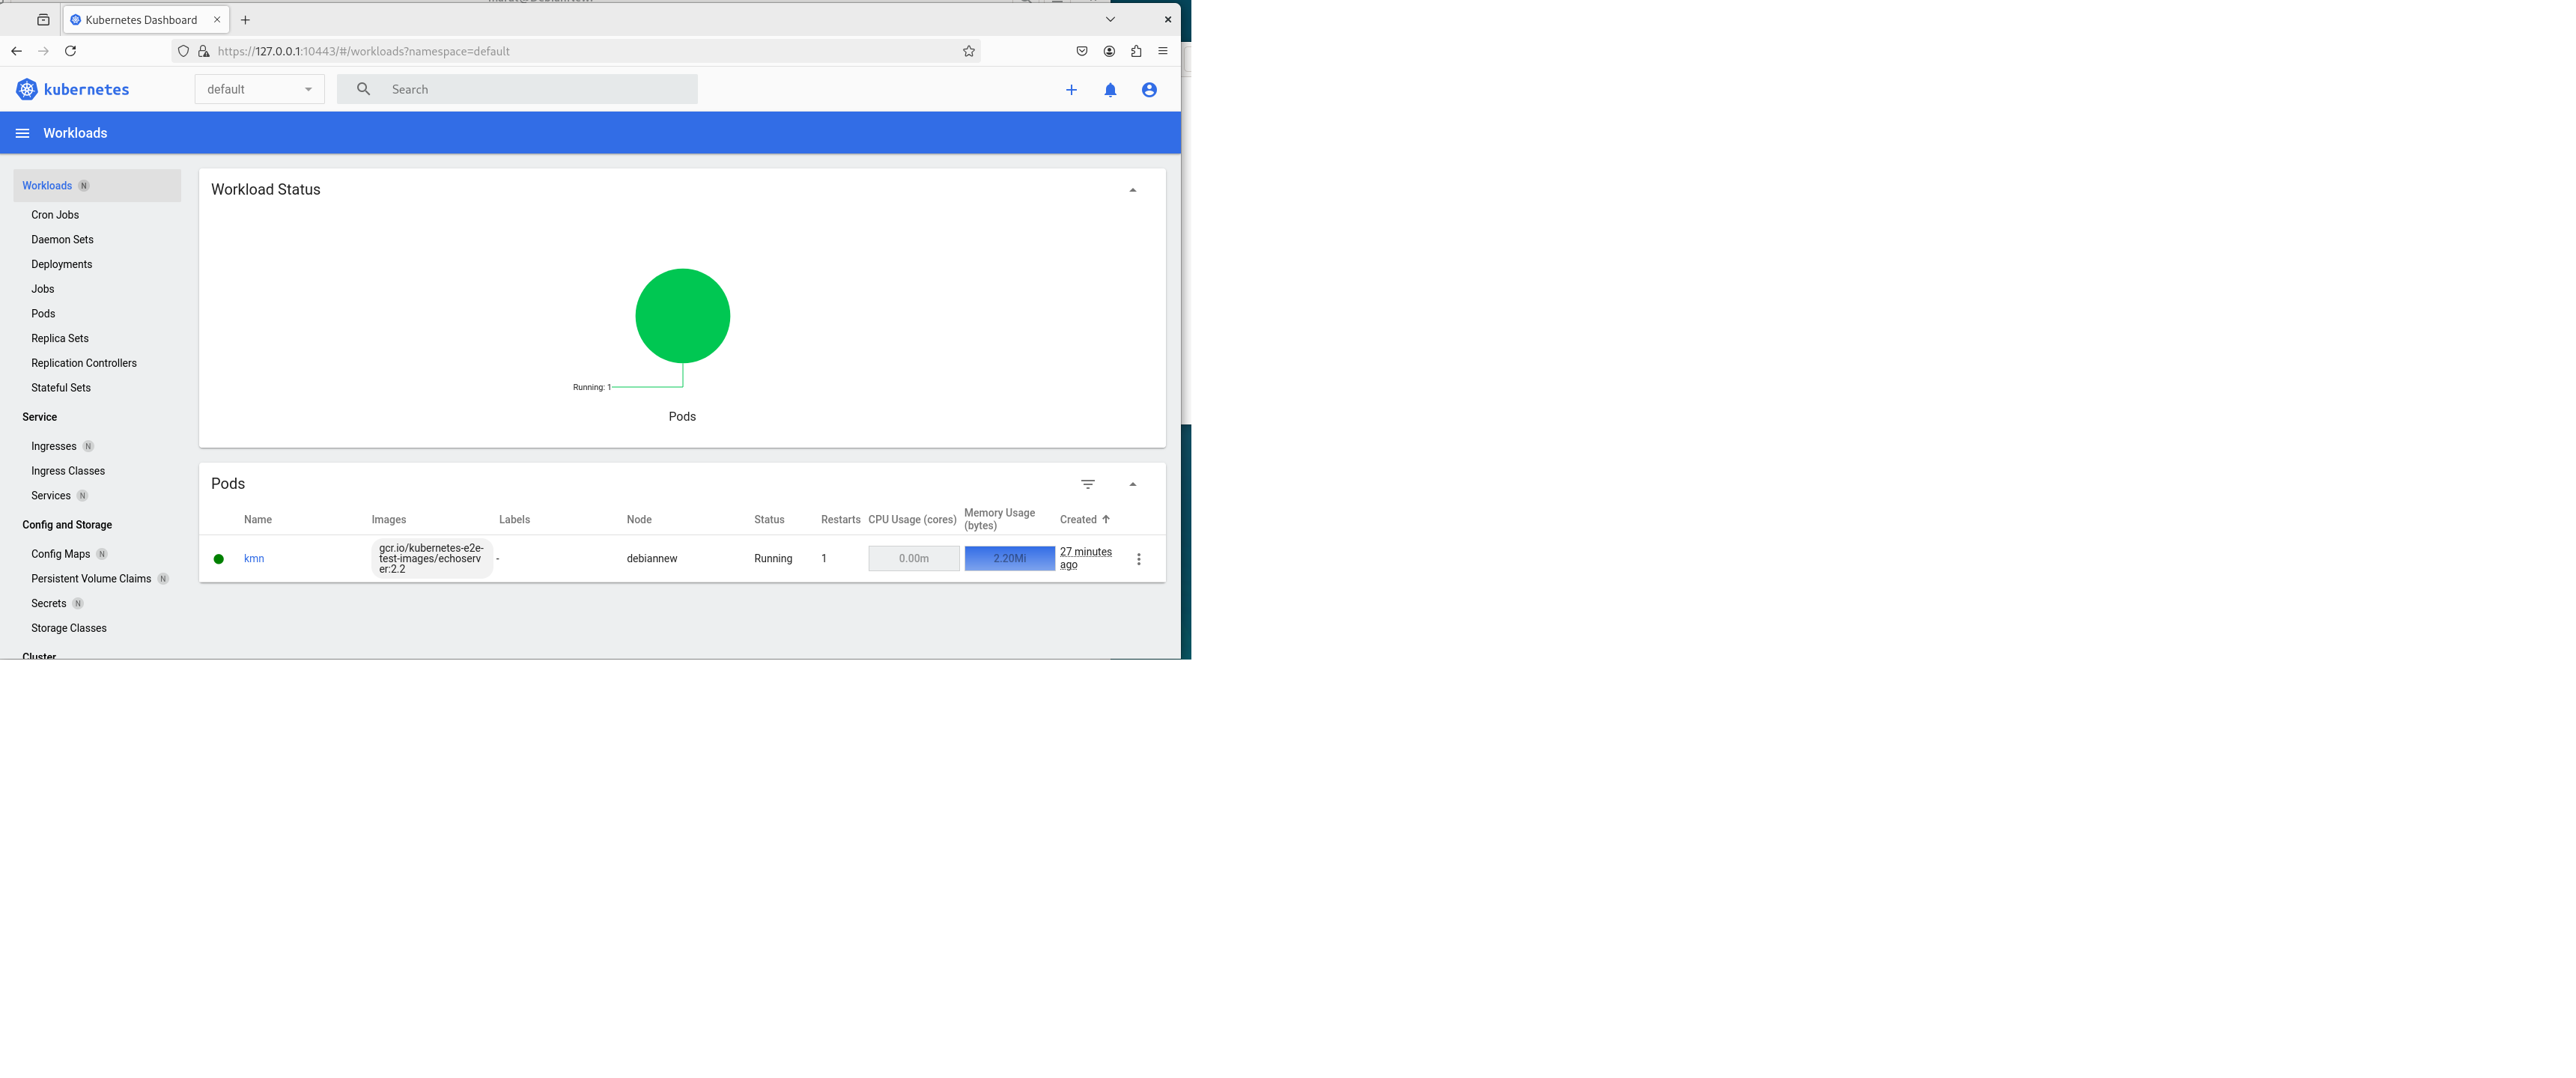 Kubernetes Dashboard
https://127.0.0.1:10443/#/workloads?namespace=default
kubernetes
default
Search
Workloads
Workloads N
Cron Jobs
Daemon Sets
Deployments
Jobs
Pods
Replica Sets
Replication Controllers
Stateful Sets
Service
Ingresses N
Ingress Classes
Services N
Config and Storage
Config Maps N
Persistent Volume Claims N
Secrets N
Storage Classes
Cluster
Workload Status
Running: 1
Pods
Pods
Name Images Labels Node Status Restarts CPU Usage (cores) Memory Usage (bytes) Created
kmn
gcr.io/kubernetes-e2e-
test-images/echoserv
er:2.2
-
debiannew
Running
1
0.00m
2.20Mi
27 minutes
ago